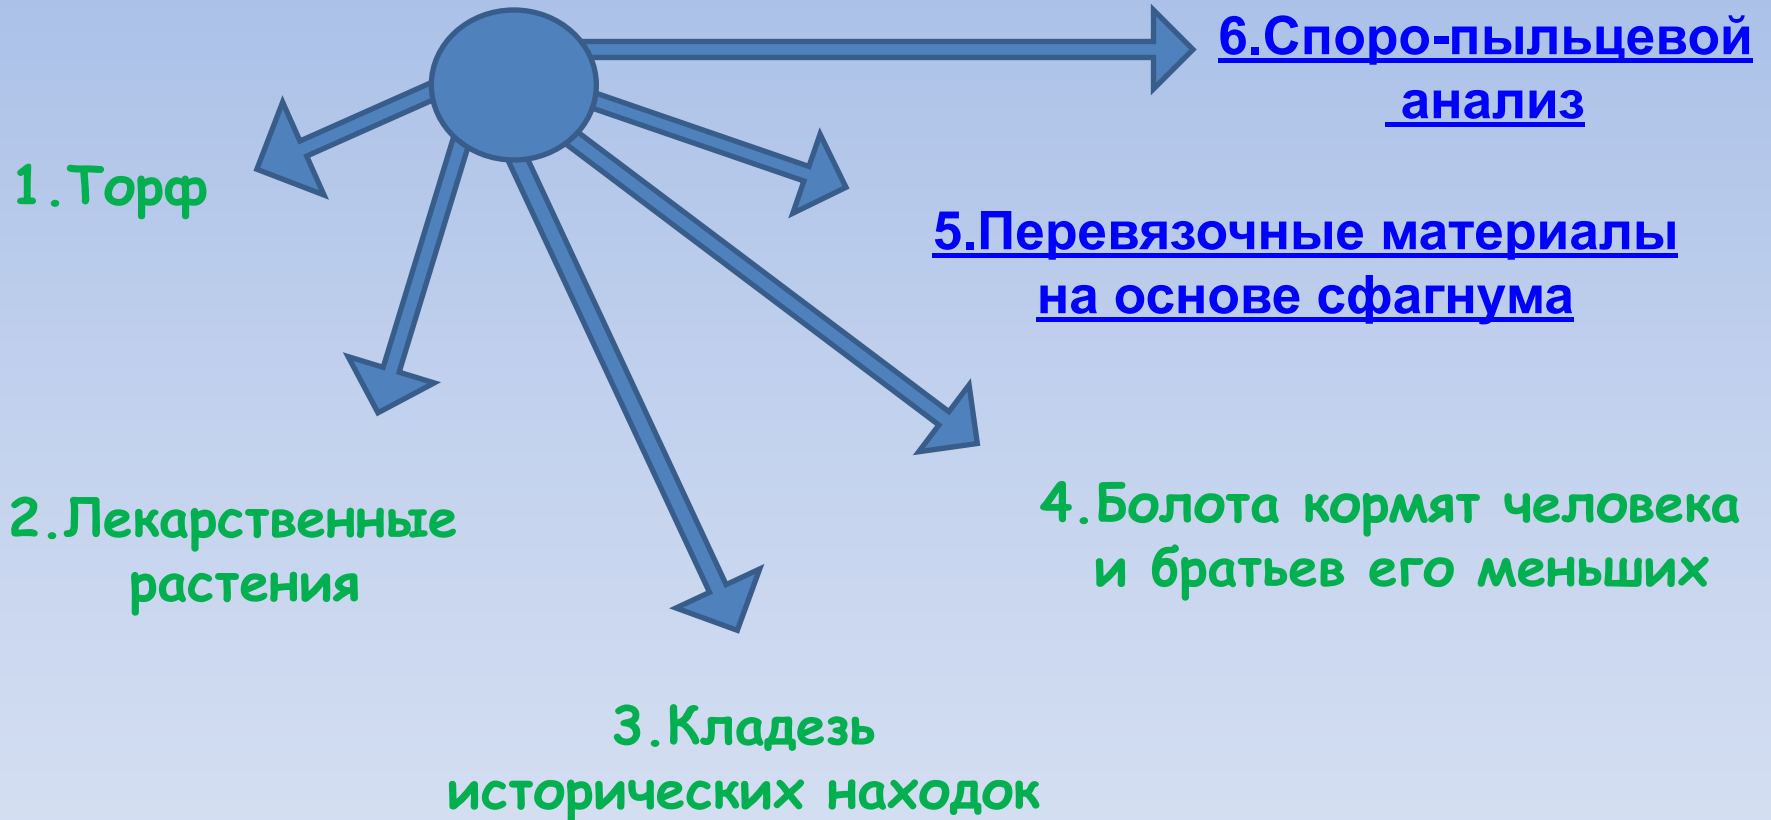 1.Торф
2.Лекарственные
растения
3.Кладезь
исторических находок
4.Болота кормят человека
и братьев его меньших
5.Перевязочные материалы
на основе сфагнума
6.Споро-пыльцевой
анализ